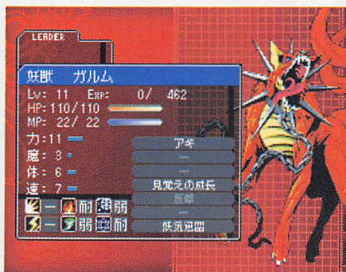 LEADER
妖獣 ガルム
Lv: 11 Exp: 0/ 462
HP:110/110
MP: 22/ 22
力:11
魔: 3
体: 6
速: 7
アギ
—
見覚えの成長
—
妖気迎撃
— 耐 弱
— 弱 耐